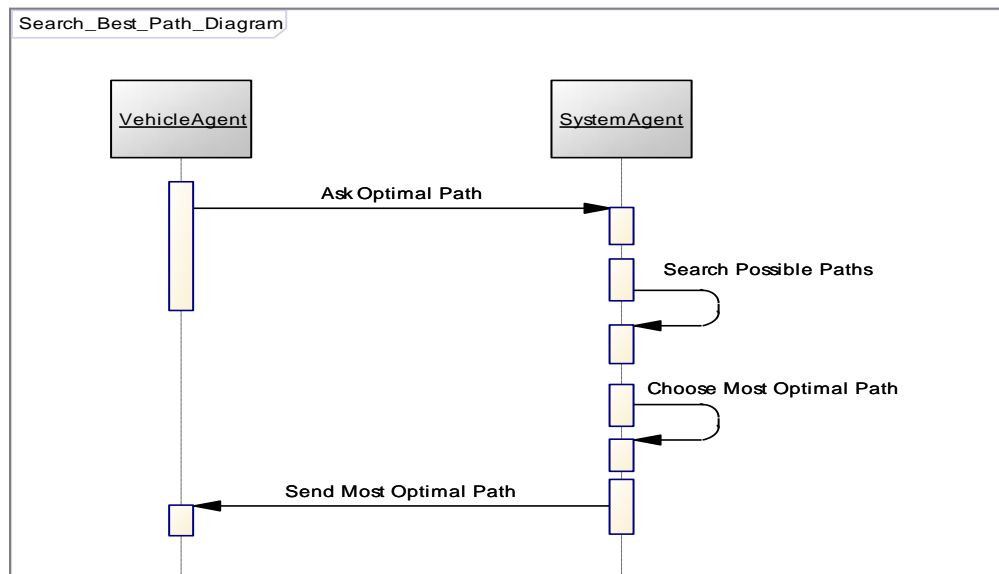 Search_Best_Path_Diagram
VehicleAgent
SystemAgent
Ask Optimal Path
Search Possible Paths
Choose Most Optimal Path
Send Most Optimal Path